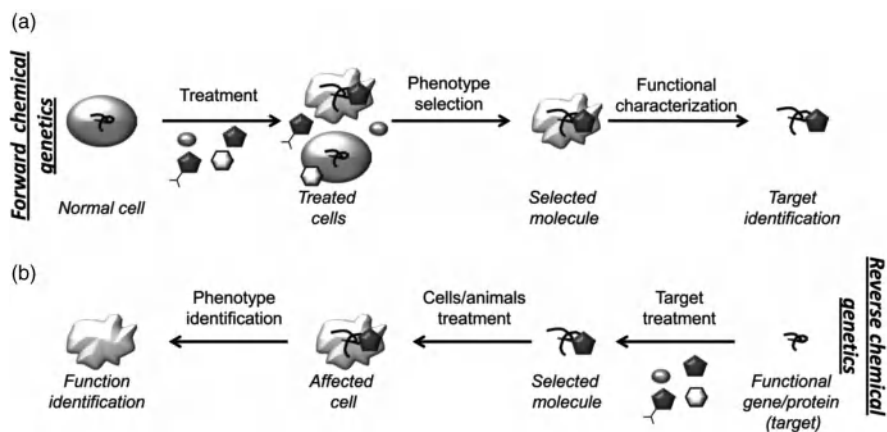 (a)
Forward chemical
genetics
Treatment
Phenotype
selection
Functional
characterization
Normal cell
Treated
cells
Selected
molecule
Target
identification
(b)
Reverse chemical
genetics
Phenotype
identification
Cells/animals
treatment
Target
treatment
Function
identification
Affected
cell
Selected
molecule
Functional
gene/protein
(target)